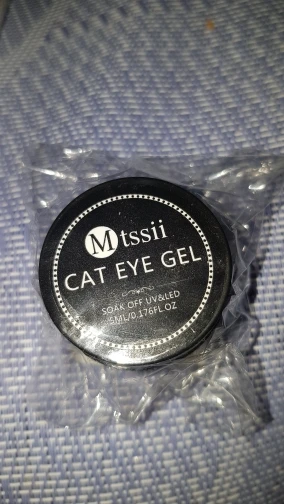 Mtssii
CAT EYE GEL
SOAK OFF UV&LED
5ML/0.176FL.OZ